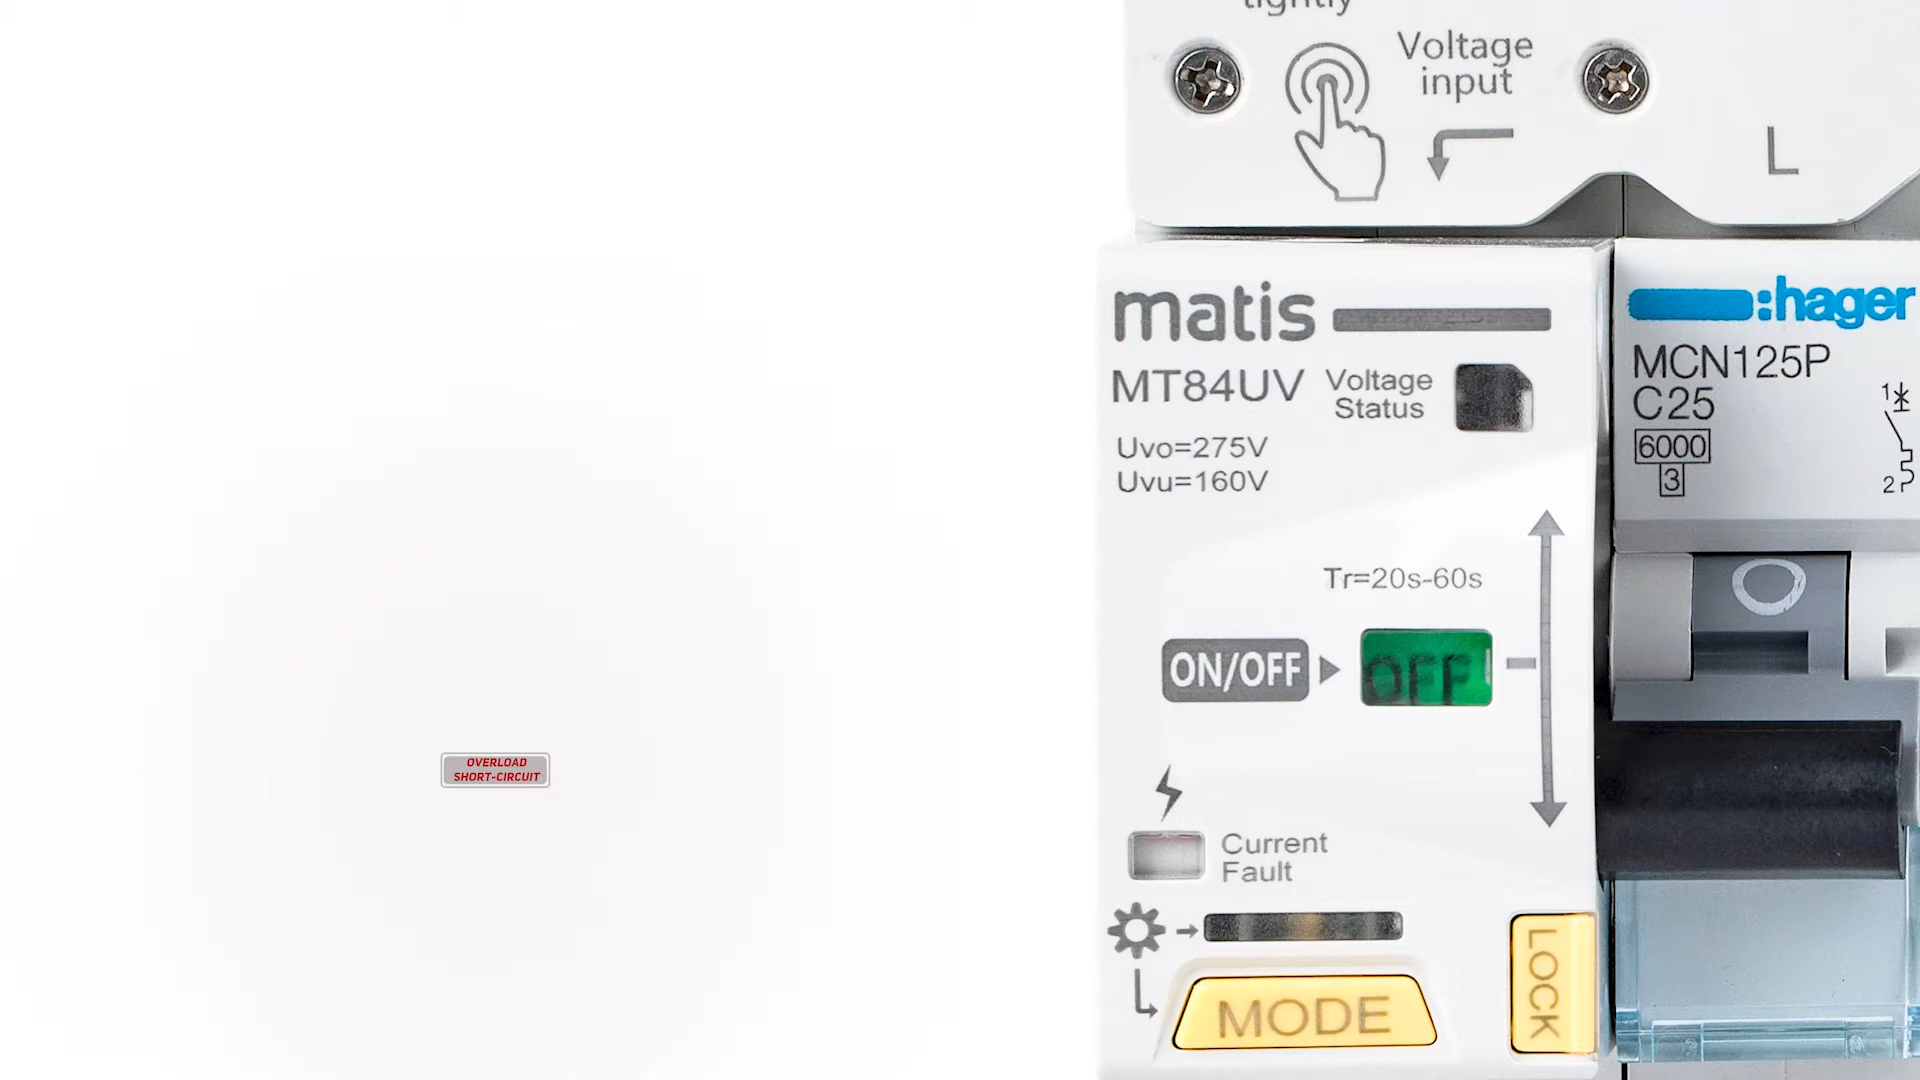 tightly
Voltage
input
L
matis
MT84UV
Voltage
Status
Uvo=275V
Uvu=160V
Tr=20s-60s
ON/OFF
OFF
Current
Fault
MODE
LOCK
:hager
MCN125P
C25
6000
3
1
2
OVERLOAD
SHORT-CIRCUIT